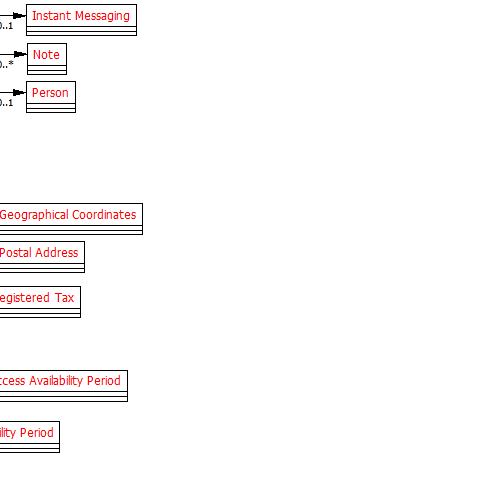 Instant Messaging
0..1
Note
0..*
Person
0..1
Geographical Coordinates
Postal Address
egistered Tax
ccess Availability Period
ility Period